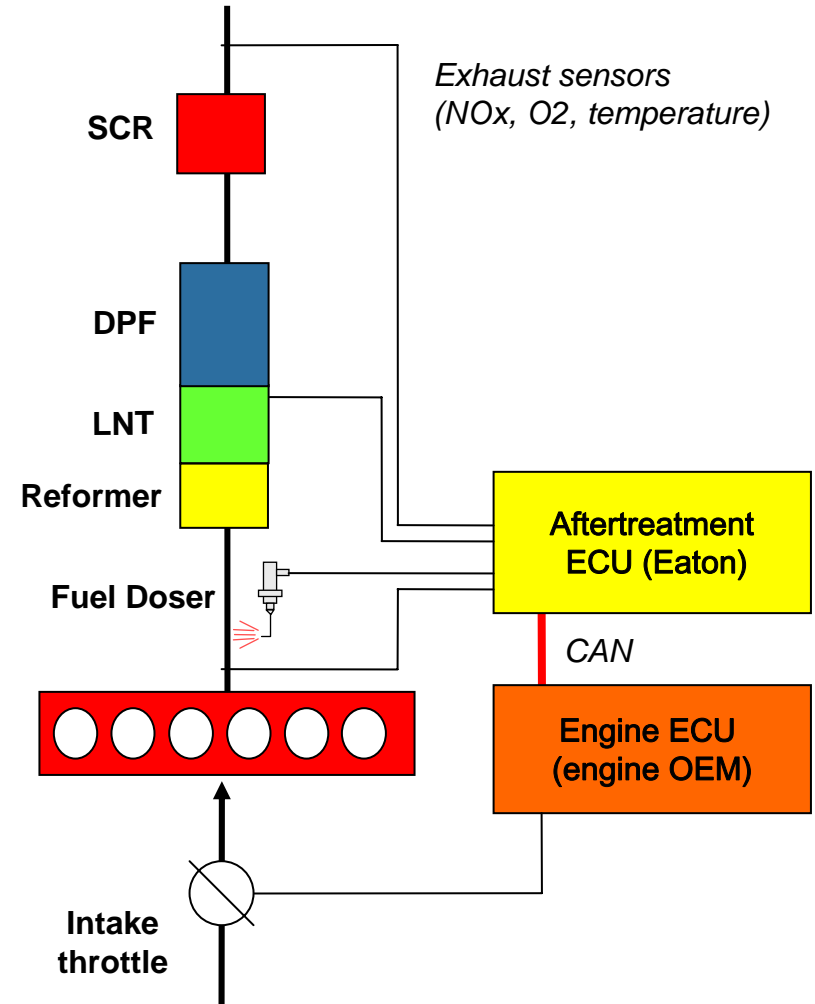 Exhaust sensors
(NOx, O2, temperature)
SCR
DPF
LNT
Reformer
Aftertreatment
ECU (Eaton)
Fuel Doser
CAN
Engine ECU
(engine OEM)
Intake
throttle